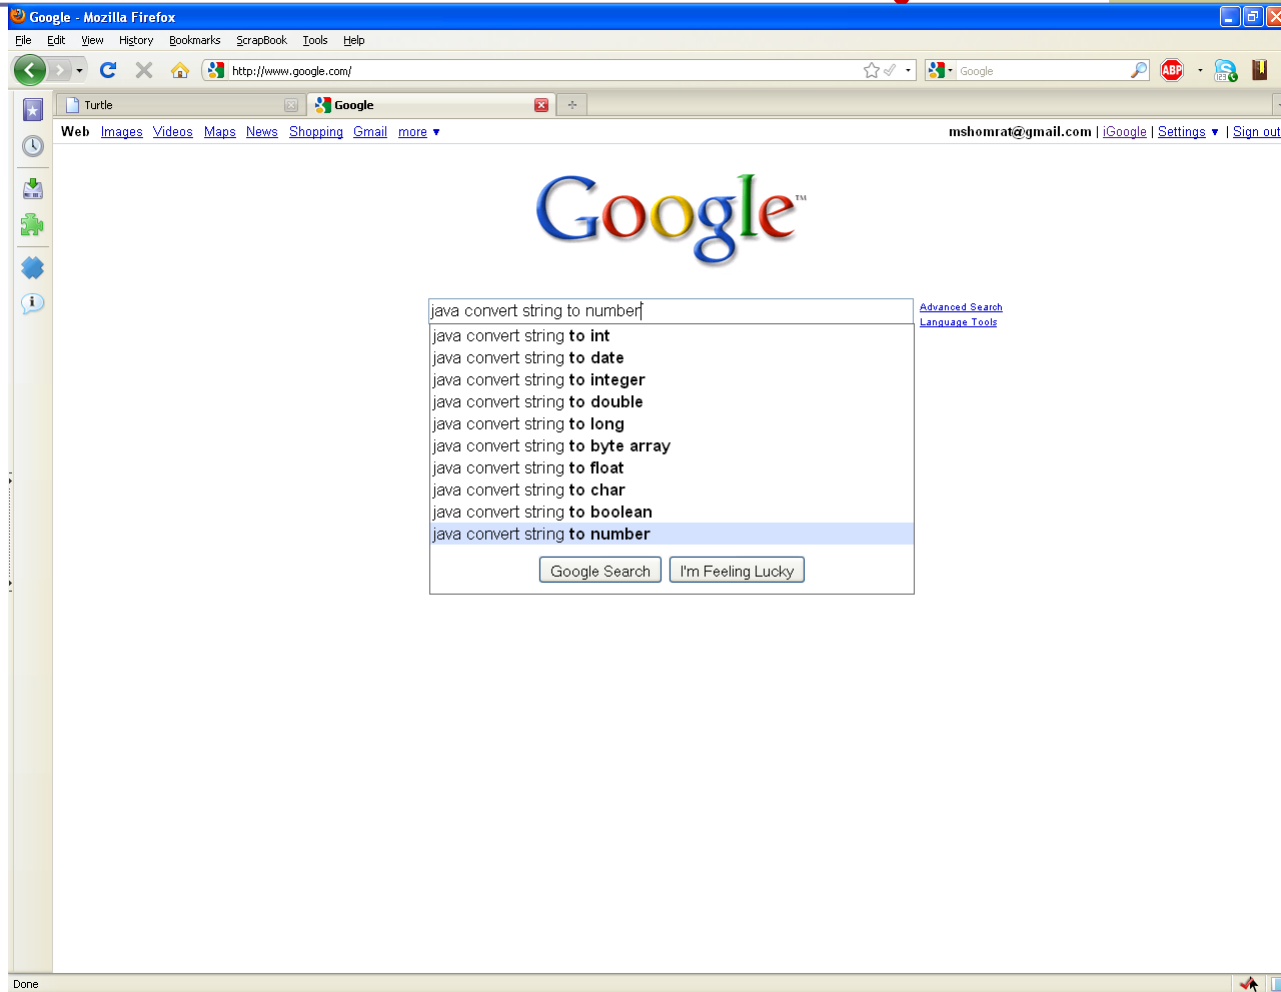 Google - Mozilla Firefox
File Edit View History Bookmarks ScrapBook Tools Help
http://www.google.com/
Google
ABP
123
Turtle
Google
Web Images Videos Maps News Shopping Gmail more ▼
mshomrat@gmail.com | iGoogle | Settings ▼ | Sign out
Google™
java convert string to number
Advanced Search
Language Tools
java convert string to int
java convert string to date
java convert string to integer
java convert string to double
java convert string to long
java convert string to byte array
java convert string to float
java convert string to char
java convert string to boolean
java convert string to number
Google Search I'm Feeling Lucky
Done